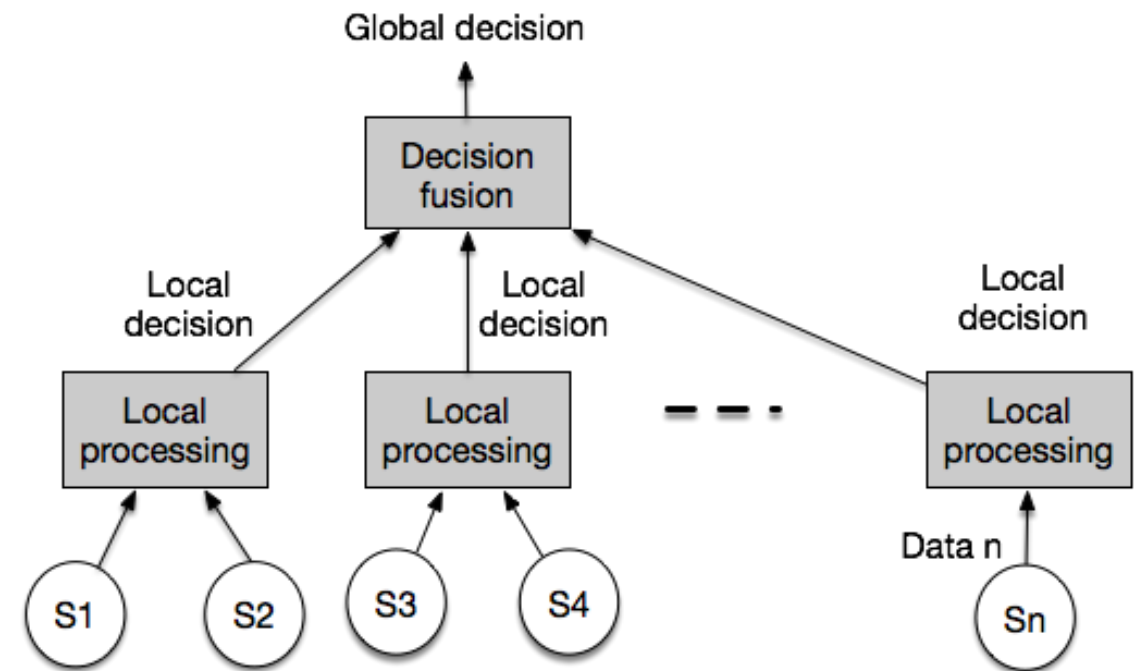 Global decision
Decision
fusion
Local
decision
Local
decision
Local
decision
Local
processing
Local
processing
Local
processing
Data n
S1
S2
S3
S4
Sn